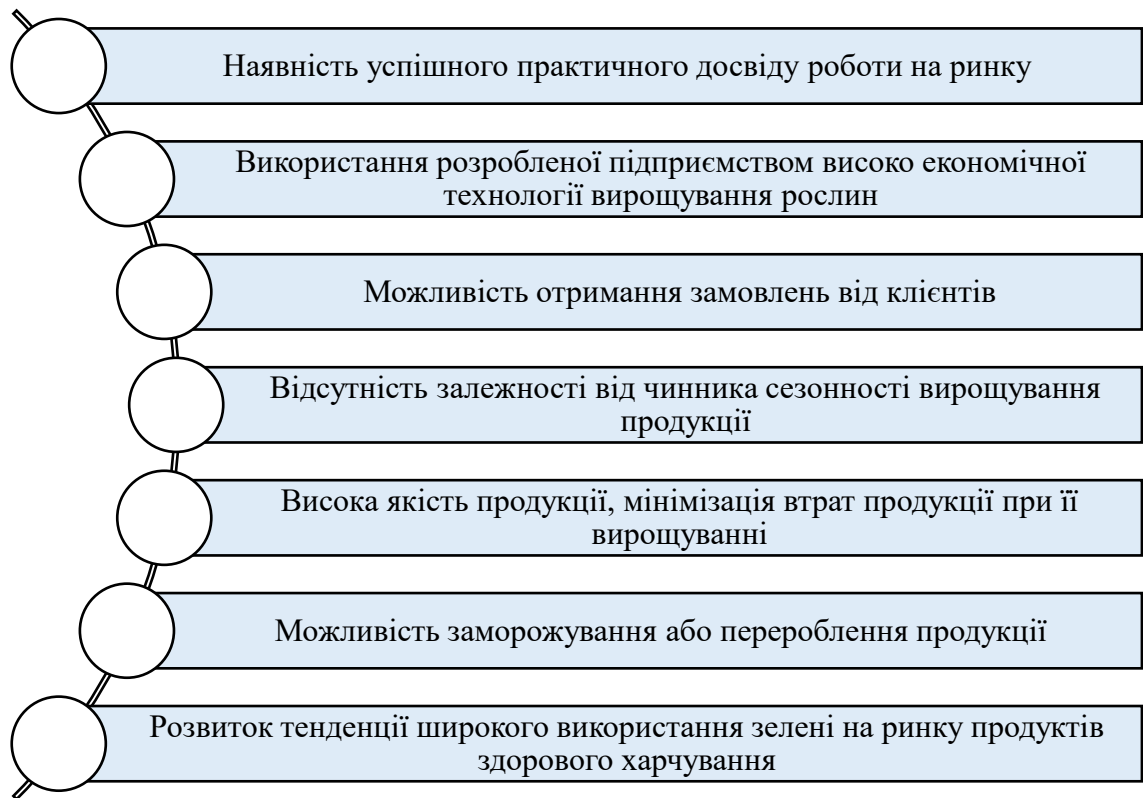 Наявність успішного практичного досвіду роботи на ринку
Використання розробленої підприємством високо економічної
технології вирощування рослин
Можливість отримання замовлень від клієнтів
Відсутність залежності від чинника сезонності вирощування
продукції
Висока якість продукції, мінімізація втрат продукції при її
вирощуванні
Можливість заморожування або перероблення продукції
Розвиток тенденції широкого використання зелені на ринку продуктів
здорового харчування